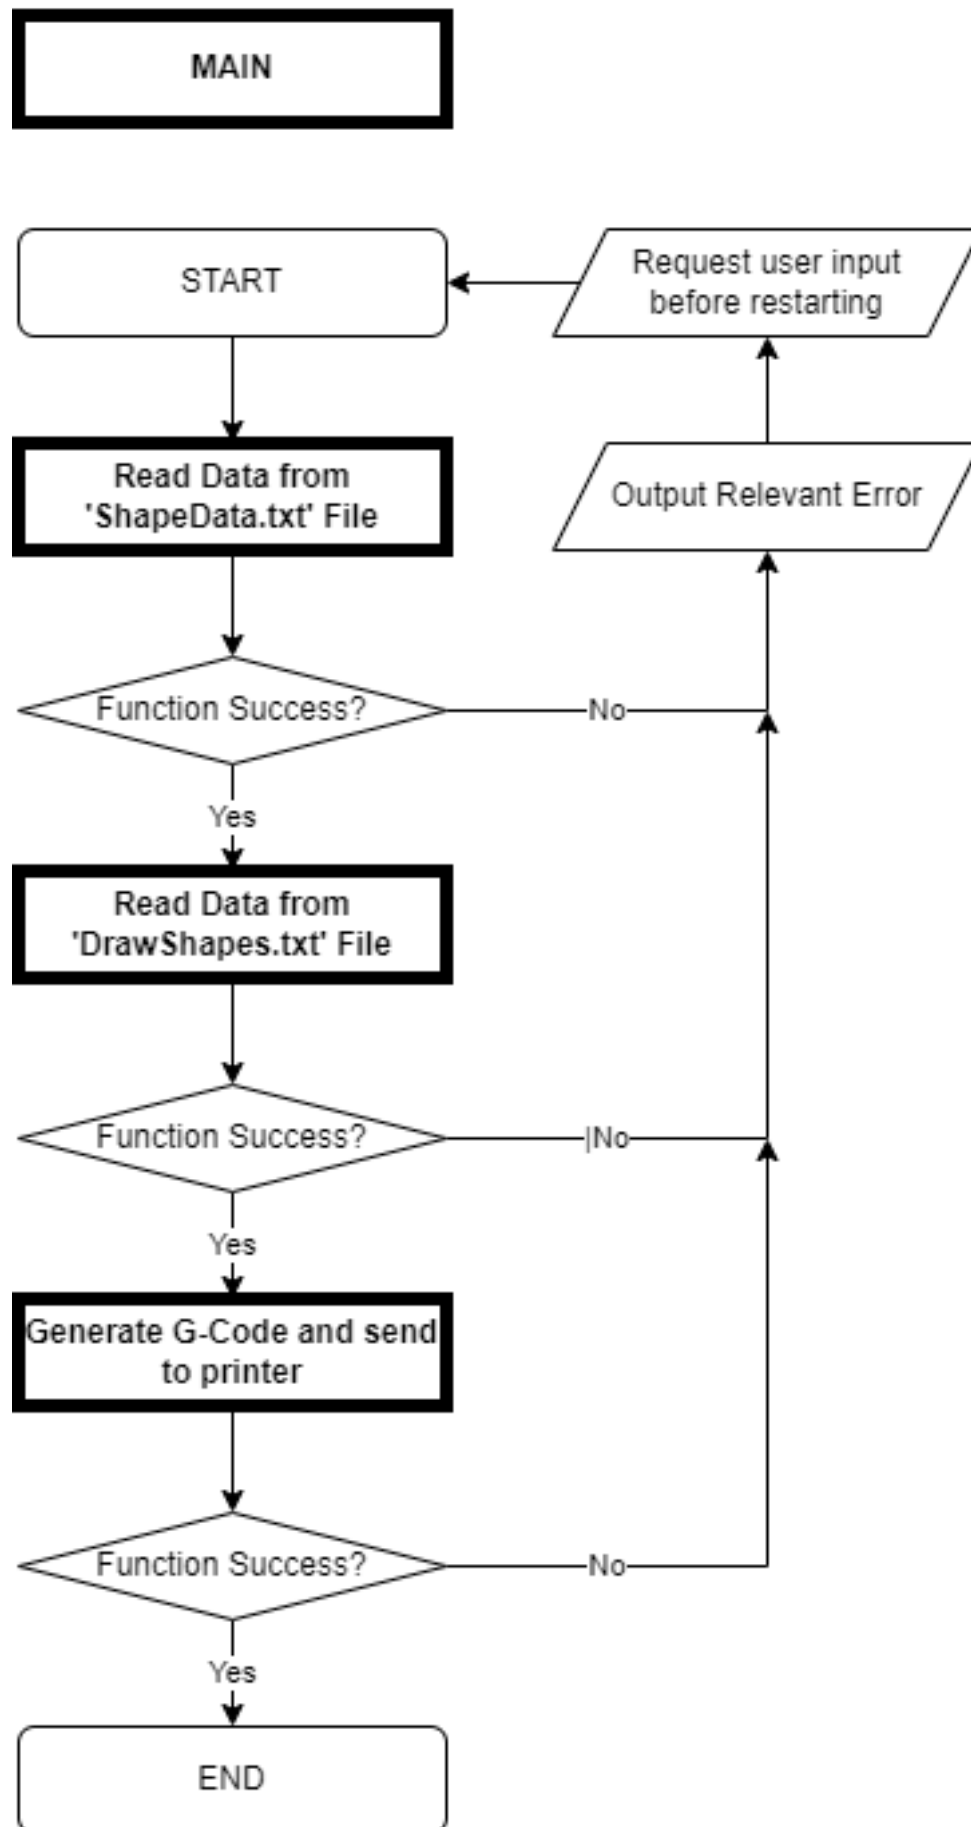 MAIN
START
Request user input
before restarting
Read Data from
'ShapeData.txt' File
Output Relevant Error
Function Success?
No
Yes
Read Data from
'DrawShapes.txt' File
Function Success?
|No
Yes
Generate G-Code and send
to printer
Function Success?
No
Yes
END